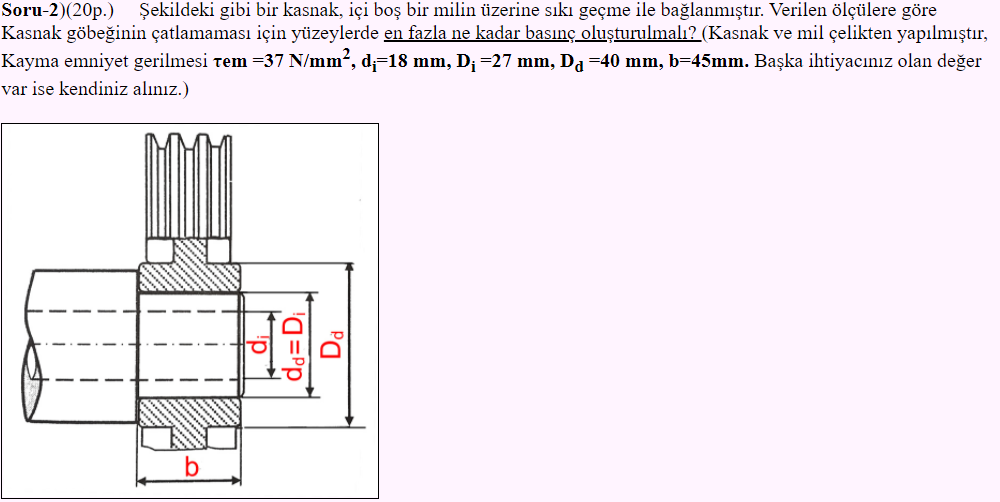 Soru-2)(20p.) Şekildeki gibi bir kasnak, içi boş bir milin üzerine sıkı geçme ile bağlanmıştır. Verilen ölçülere göre
Kasnak göbeğinin çatlamaması için yüzeylerde en fazla ne kadar basınç oluşturulmalı? (Kasnak ve mil çelikten yapılmıştır,
Kayma emniyet gerilmesi τem =37 N/mm², dᵢ=18 mm, Dᵢ =27 mm, Dd =40 mm, b=45mm. Başka ihtiyacınız olan değer
var ise kendiniz alınız.)
di
dd=Di
Dd
b